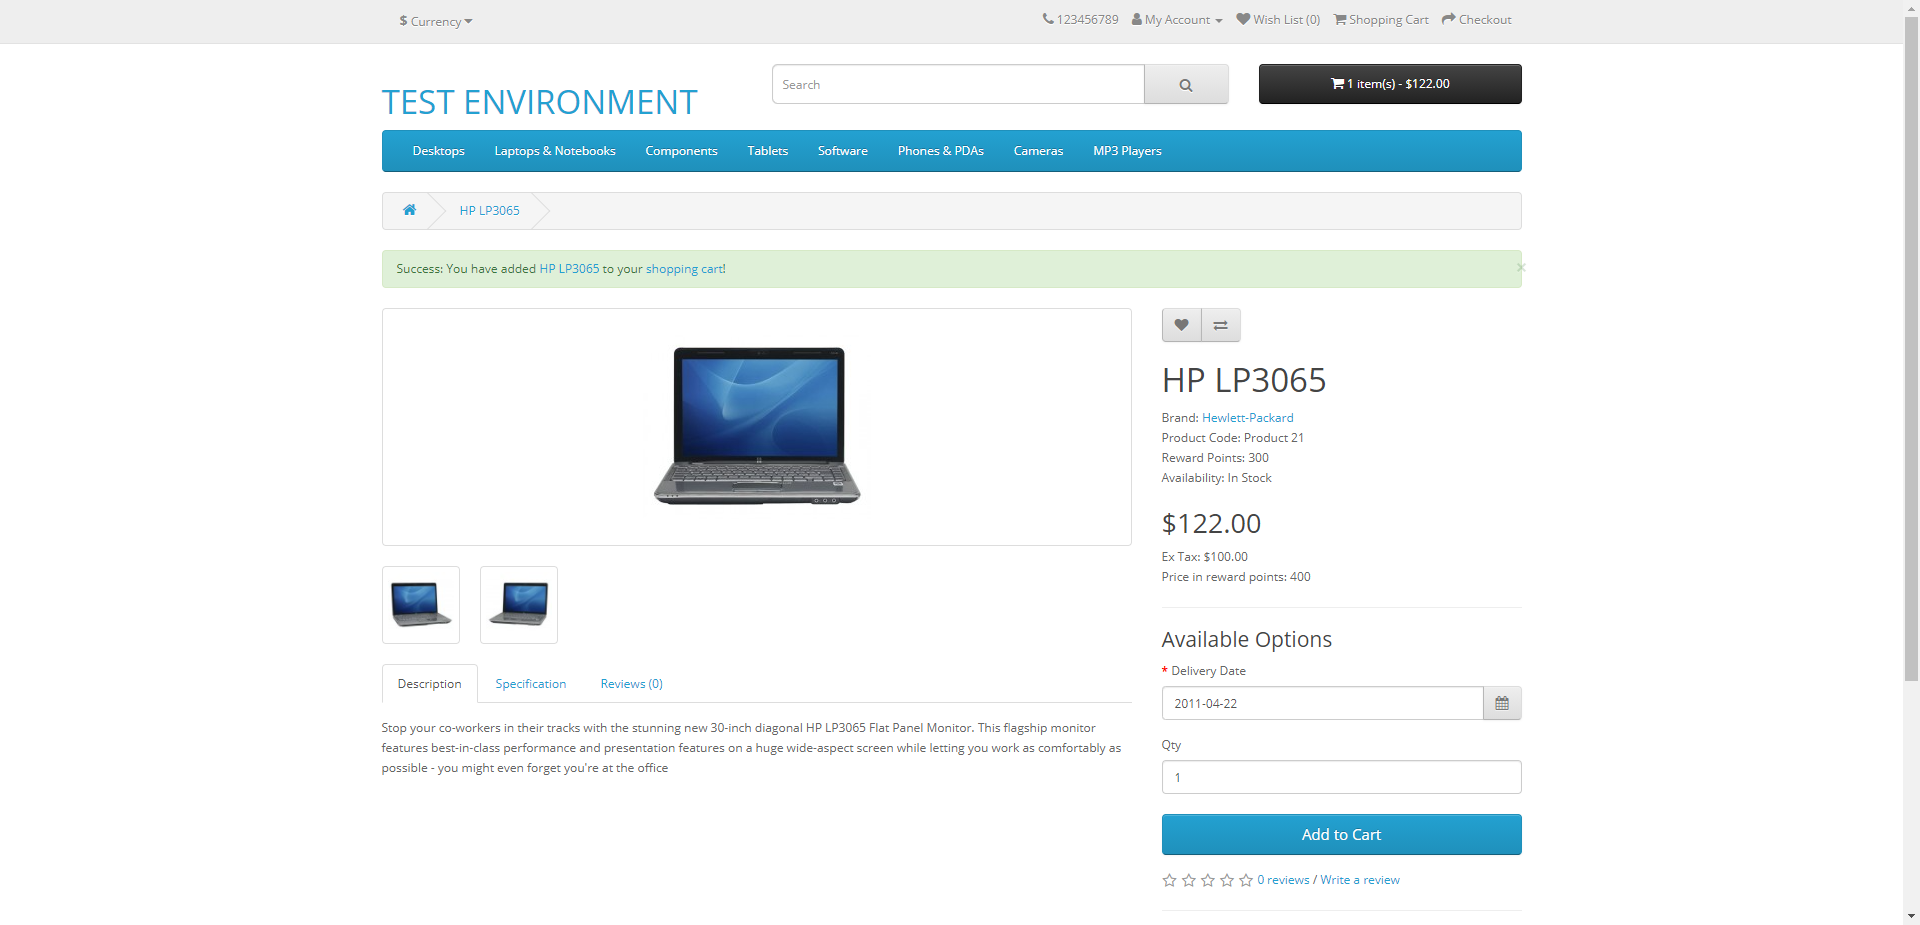 $ Currency
123456789 My Account Wish List (0) Shopping Cart Checkout
TEST ENVIRONMENT
Search
1 item(s) - $122.00
Desktops Laptops & Notebooks Components Tablets Software Phones & PDAs Cameras MP3 Players
HP LP3065
Success: You have added HP LP3065 to your shopping cart!
×
HP LP3065
Brand: Hewlett-Packard
Product Code: Product 21
Reward Points: 300
Availability: In Stock
$122.00
Ex Tax: $100.00
Price in reward points: 400
Available Options
* Delivery Date
2011-04-22
Qty
1
Add to Cart
0 reviews / Write a review
Description Specification Reviews (0)
Stop your co-workers in their tracks with the stunning new 30-inch diagonal HP LP3065 Flat Panel Monitor. This flagship monitor
features best-in-class performance and presentation features on a huge wide-aspect screen while letting you work as comfortably as
possible - you might even forget you're at the office